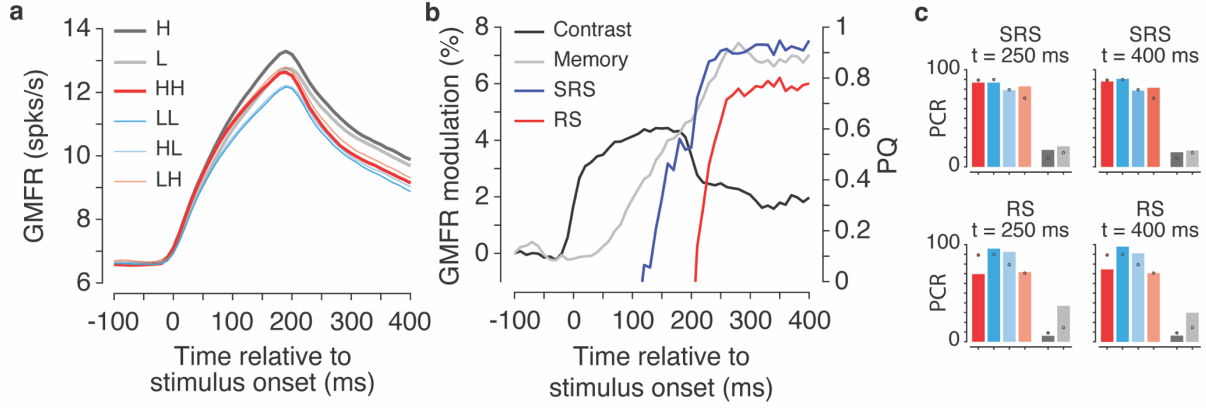 a
14
12
10
8
6
GMFR (spks/s)
H
L
HH
LL
HL
LH
-100 0 100 200 300 400
Time relative to
stimulus onset (ms)
b
8
6
4
2
0
GMFR modulation (%)
Contrast
Memory
SRS
RS
1
0.8
0.6
0.4
0.2
0
PQ
-100 0 100 200 300 400
Time relative to
stimulus onset (ms)
c
SRS
t = 250 ms
100
0
PCR
SRS
t = 400 ms
RS
t = 250 ms
100
0
PCR
RS
t = 400 ms